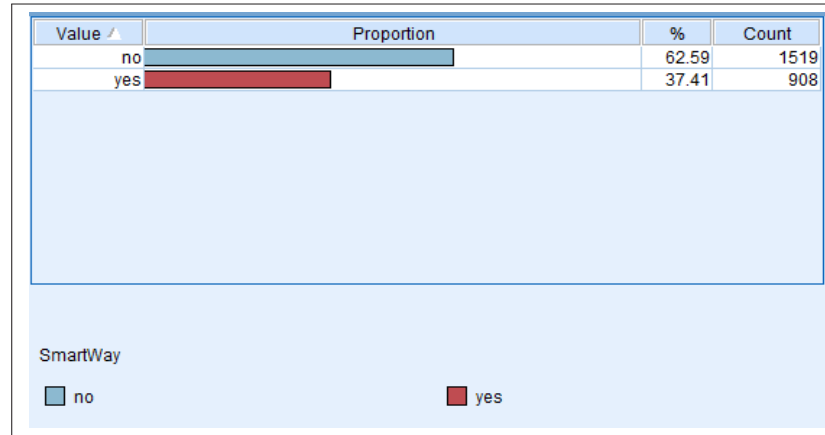 Value Proportion % Count
no 62.59 1519
yes 37.41 908
SmartWay
no yes